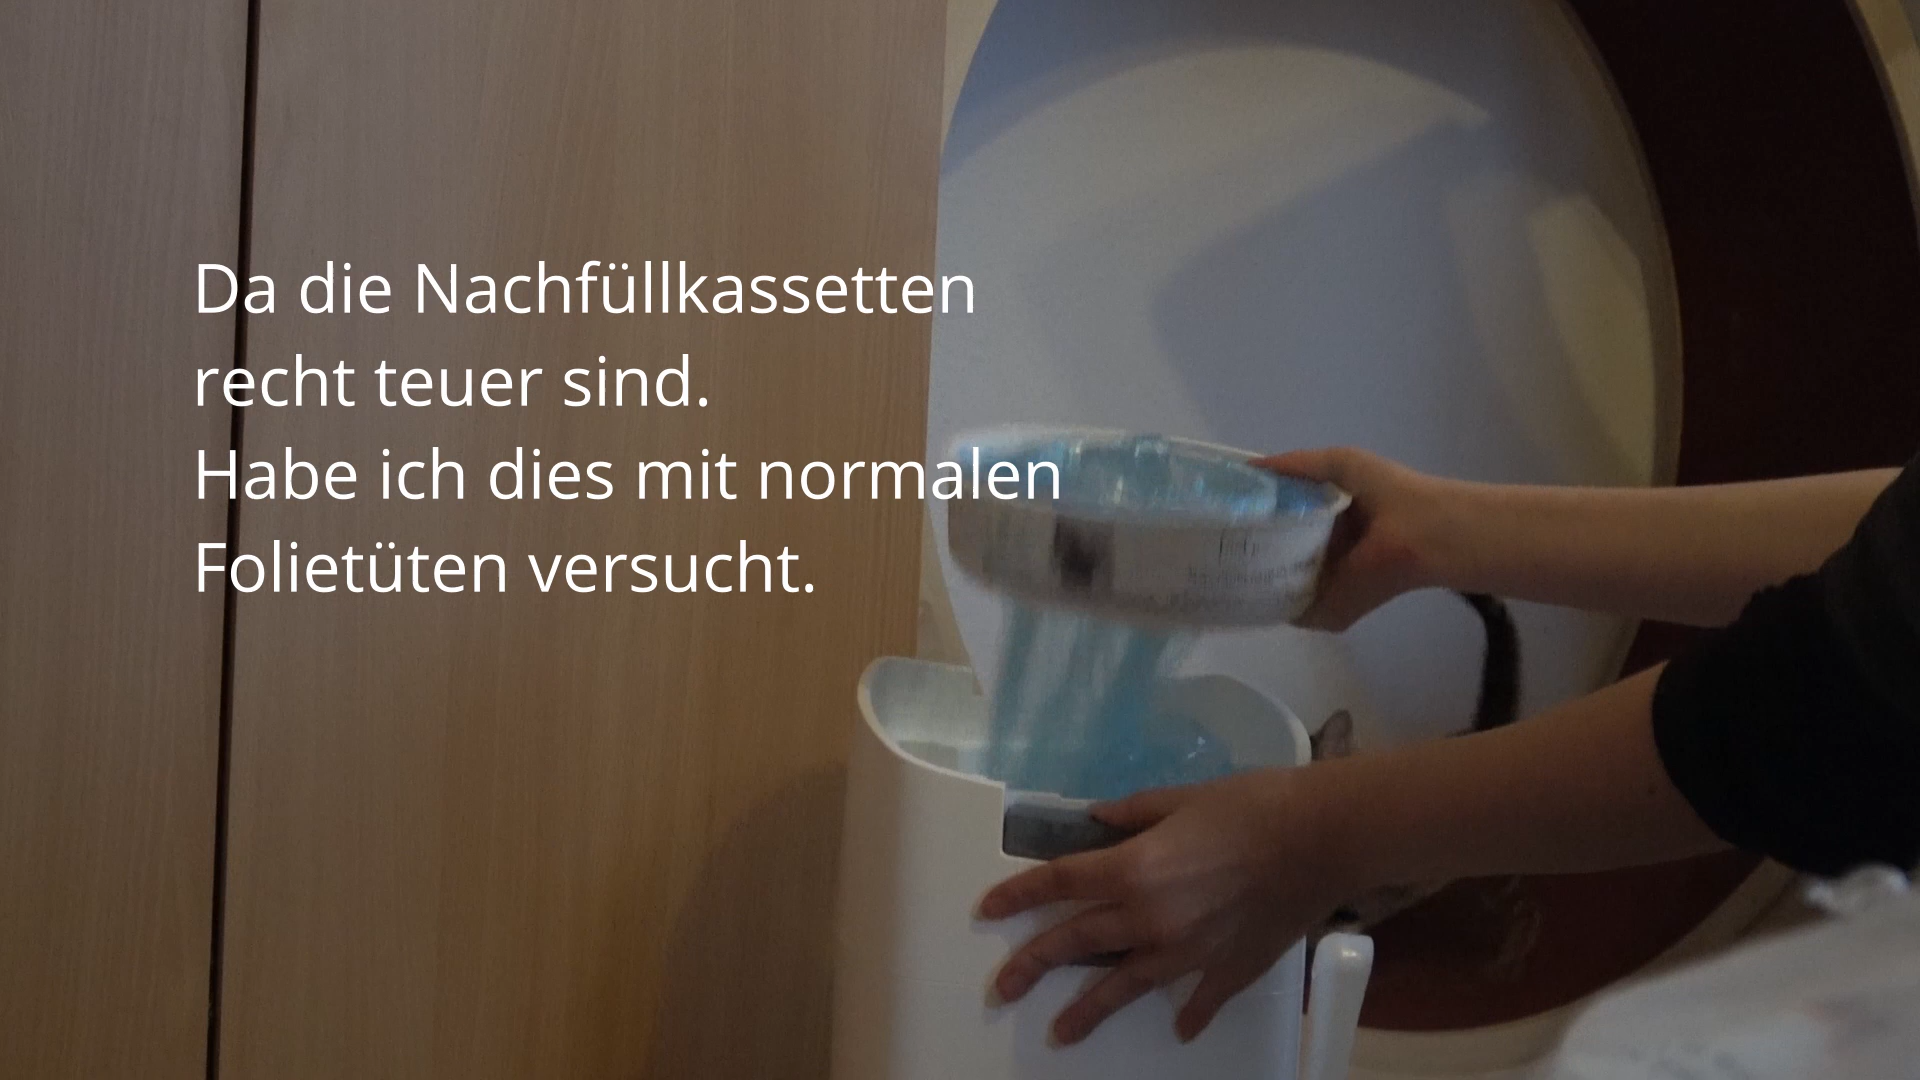 Da die Nachfüllkassetten
recht teuer sind.
Habe ich dies mit normalen
Folietüten versucht.